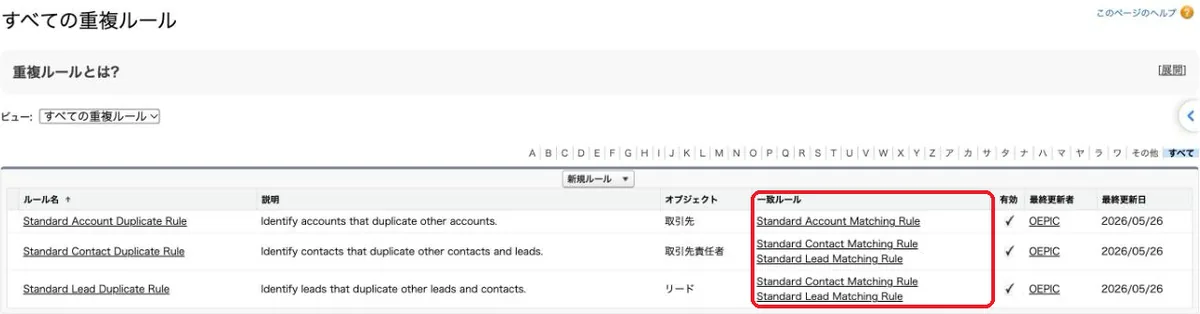 すべての重複ルール
このページのヘルプ ?
重複ルールとは?
[展開]
ビュー: すべての重複ルール
A B C D E F G H I J K L M N O P Q R S T U V W X Y Z ア カ サ タ ナ ハ マ ヤ ラ ワ その他 すべて
新規ルール
ルール名 ↑ 説明 オブジェクト 一致ルール 有効 最終更新者 最終更新日
Standard Account Duplicate Rule Identify accounts that duplicate other accounts. 取引先 Standard Account Matching Rule ✓ OEPIC 2026/05/26
Standard Contact Duplicate Rule Identify contacts that duplicate other contacts and leads. 取引先責任者 Standard Contact Matching Rule ✓ OEPIC 2026/05/26
Standard Lead Matching Rule
Standard Lead Duplicate Rule Identify leads that duplicate other leads and contacts. リード Standard Contact Matching Rule ✓ OEPIC 2026/05/26
Standard Lead Matching Rule